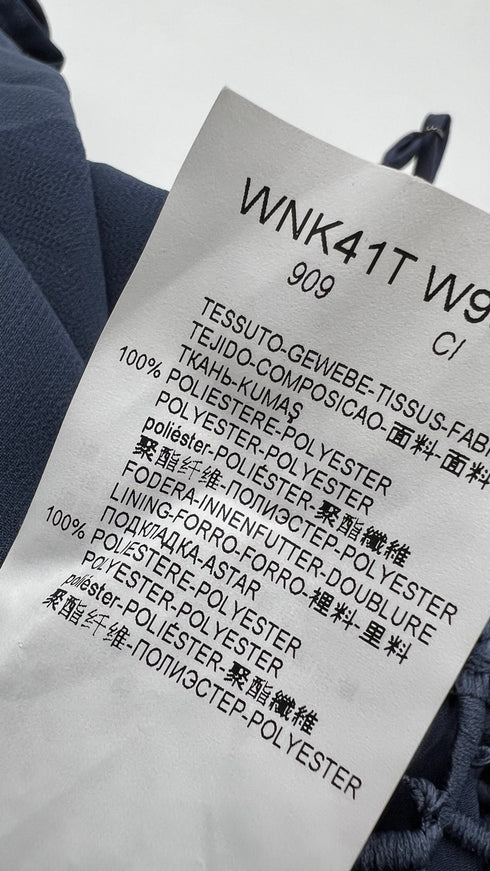 WNK41T W9
909
CI
TESSUTO-GEWEBE-TISSUS-FABR
TEJIDO-COMPOSICAO-面料-面料
ТКАНЬ-KUMAŞ
100% POLIESTERE-POLYESTER
POLYESTER-POLYESTER
poliéster-POLIÉSTER-聚酯纖維
聚酯纤维-ПОЛИЭСТЕР-POLYESTER
FODERA-INNENFUTTER-DOUBLURE
LINING-FORRO-FORRO-裡料-里料
ПОДКЛАДКА-ASTAR
100% POLIESTERE-POLYESTER
POLYESTER-POLYESTER
poliéster-POLIÉSTER-聚酯纖維
聚酯纤维-ПОЛИЭСТЕР-POLYESTER